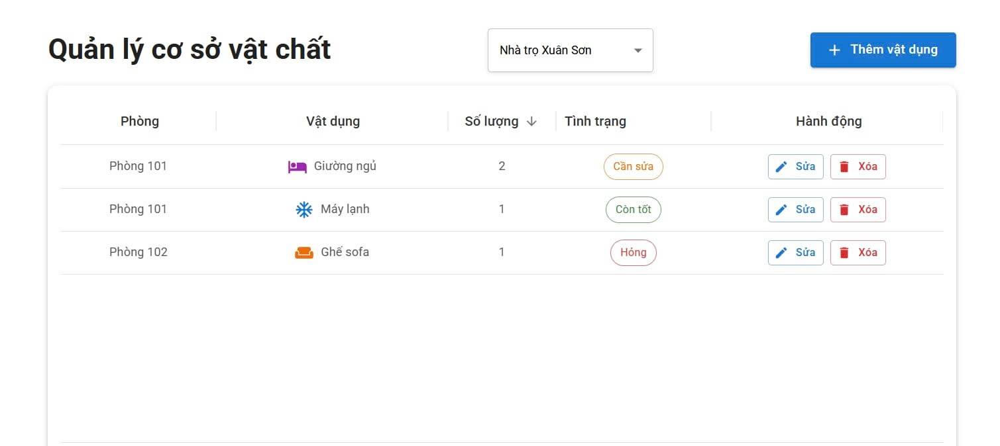 Quản lý cơ sở vật chất
Nhà trọ Xuân Sơn
Thêm vật dụng
Phòng Vật dụng Số lượng Tình trạng Hành động
Phòng 101 Giường ngủ 2 Cần sửa Sửa Xóa
Phòng 101 Máy lạnh 1 Còn tốt Sửa Xóa
Phòng 102 Ghế sofa 1 Hỏng Sửa Xóa